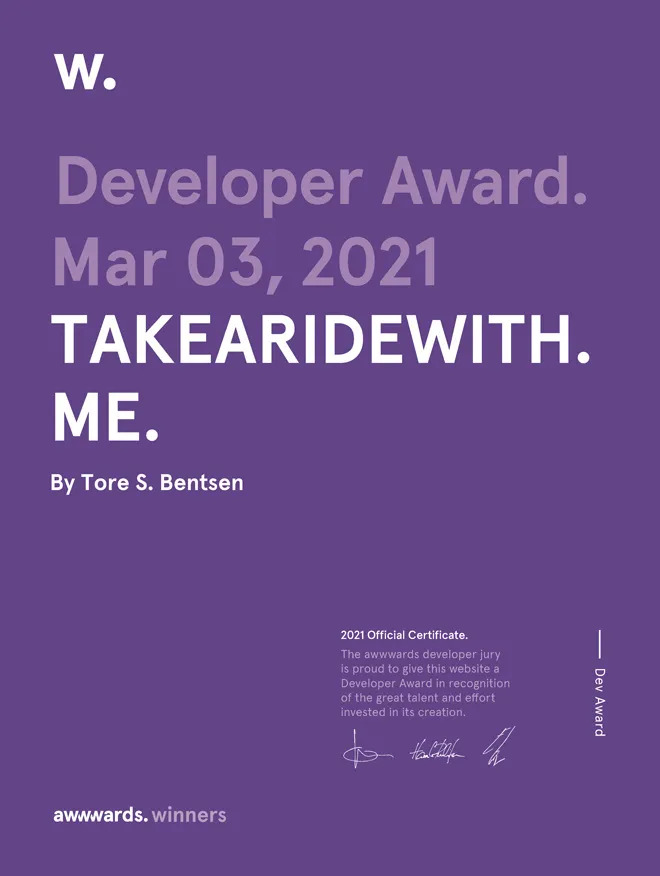 w.
Developer Award.
Mar 03, 2021
TAKEARIDEWITH.
ME.
By Tore S. Bentsen
2021 Official Certificate.
The awwwards developer jury
is proud to give this website a
Developer Award in recognition
of the great talent and effort
invested in its creation.
Dev Award
awwwards. winners